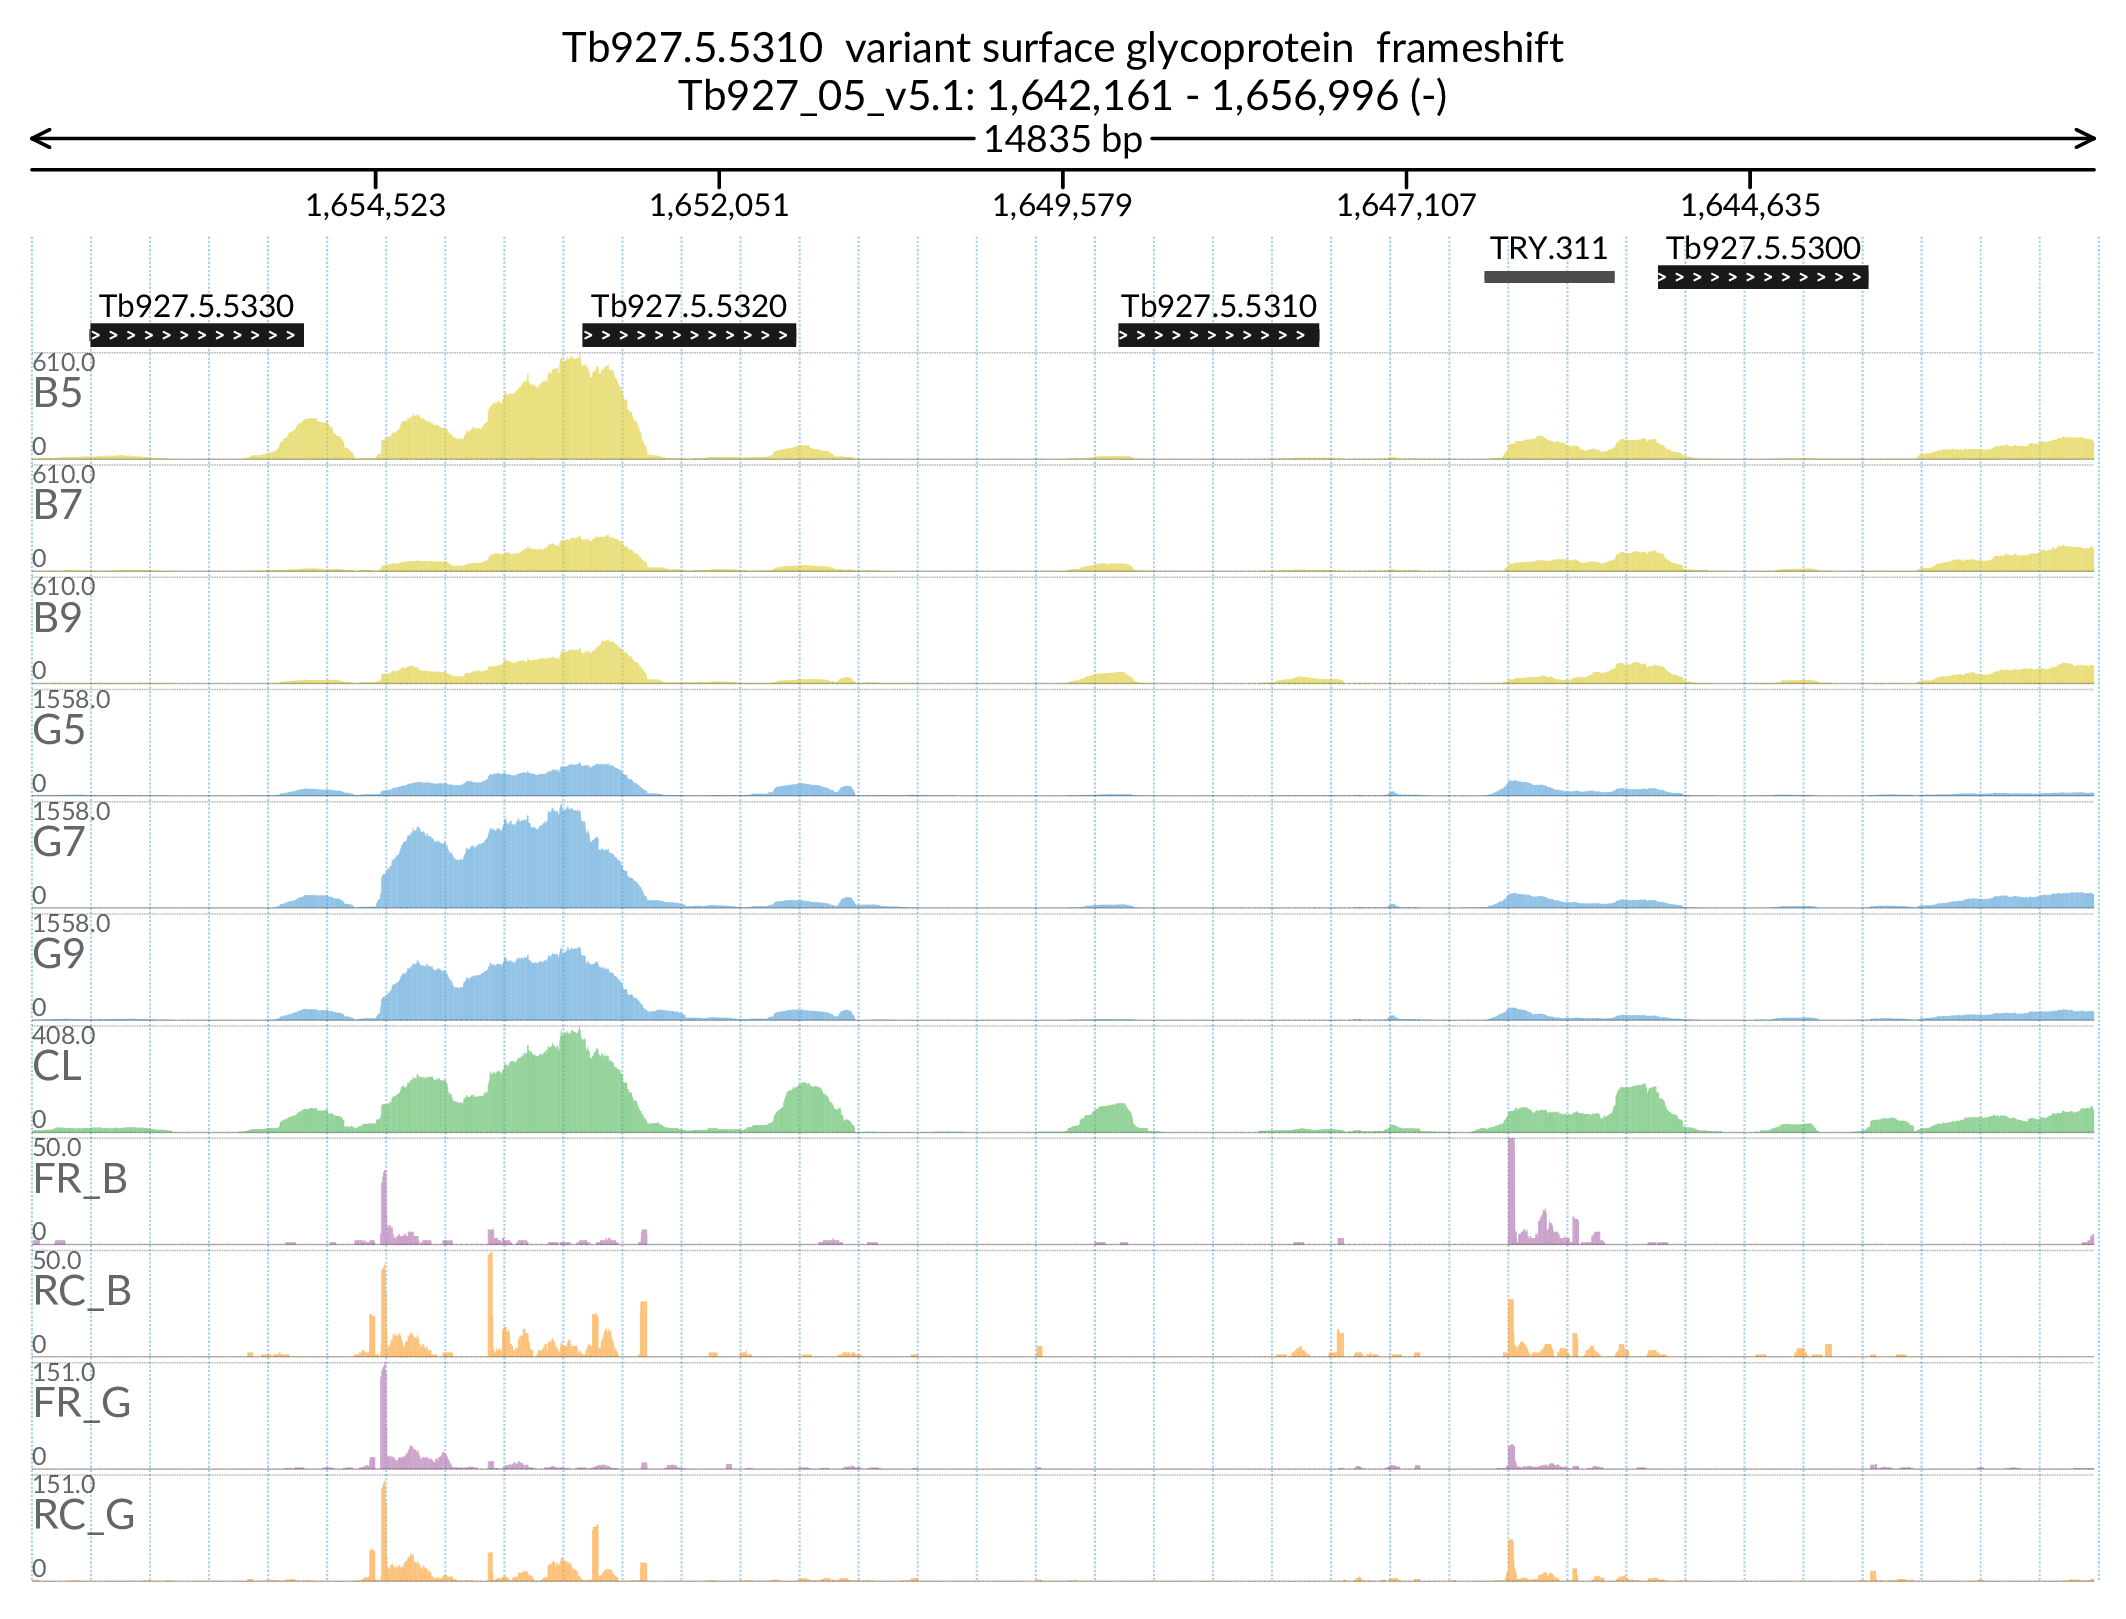 Tb927.5.5310 variant surface glycoprotein frameshift
Tb927_05_v5.1: 1,642,161 - 1,656,996 (-)
14835 bp
1,654,523 1,652,051 1,649,579 1,647,107 1,644,635
TRY.311 Tb927.5.5300
Tb927.5.5330 Tb927.5.5320 Tb927.5.5310
610.0
B5
0
610.0
B7
0
610.0
B9
0
1558.0
G5
0
1558.0
G7
0
1558.0
G9
0
408.0
CL
0
50.0
FR_B
0
50.0
RC_B
0
151.0
FR_G
0
151.0
RC_G
0